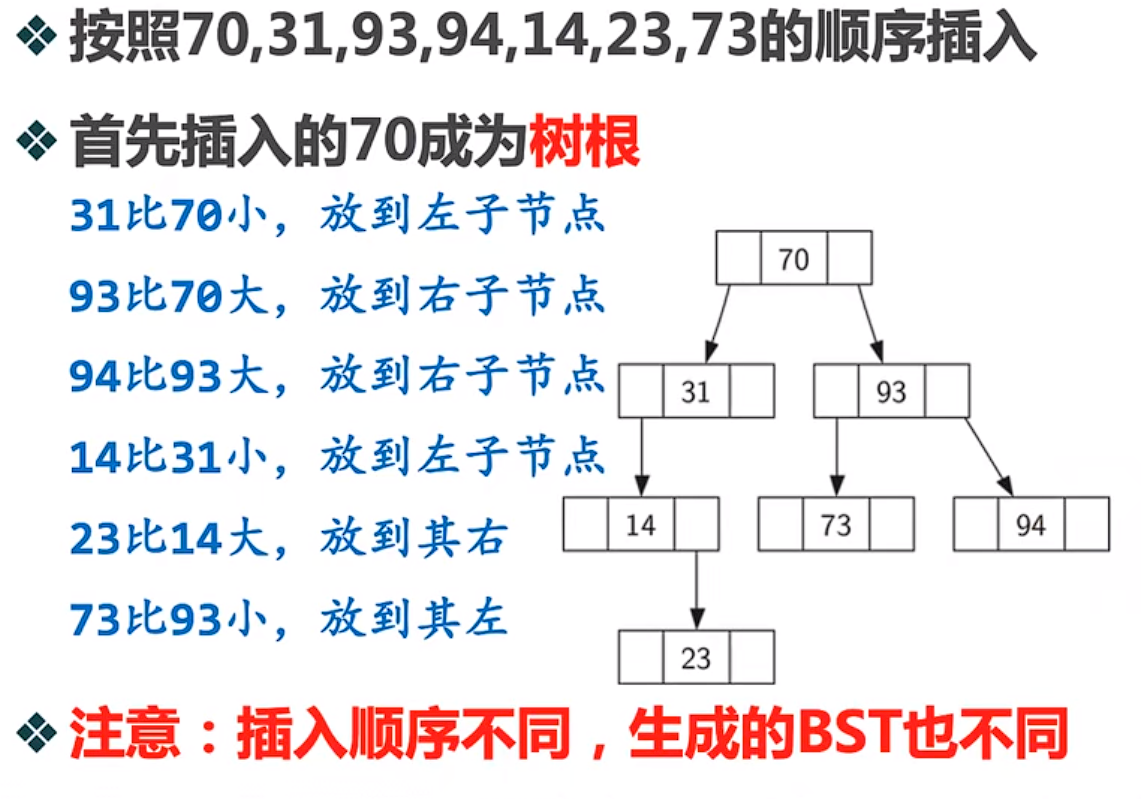 ❖按照70,31,93,94,14,23,73的顺序插入
❖首先插入的70成为树根
31比70小，放到左子节点
93比70大，放到右子节点
94比93大，放到右子节点
14比31小，放到左子节点
23比14大，放到其右
73比93小，放到其左
70
31
93
14
73
94
23
❖注意：插入顺序不同，生成的BST也不同